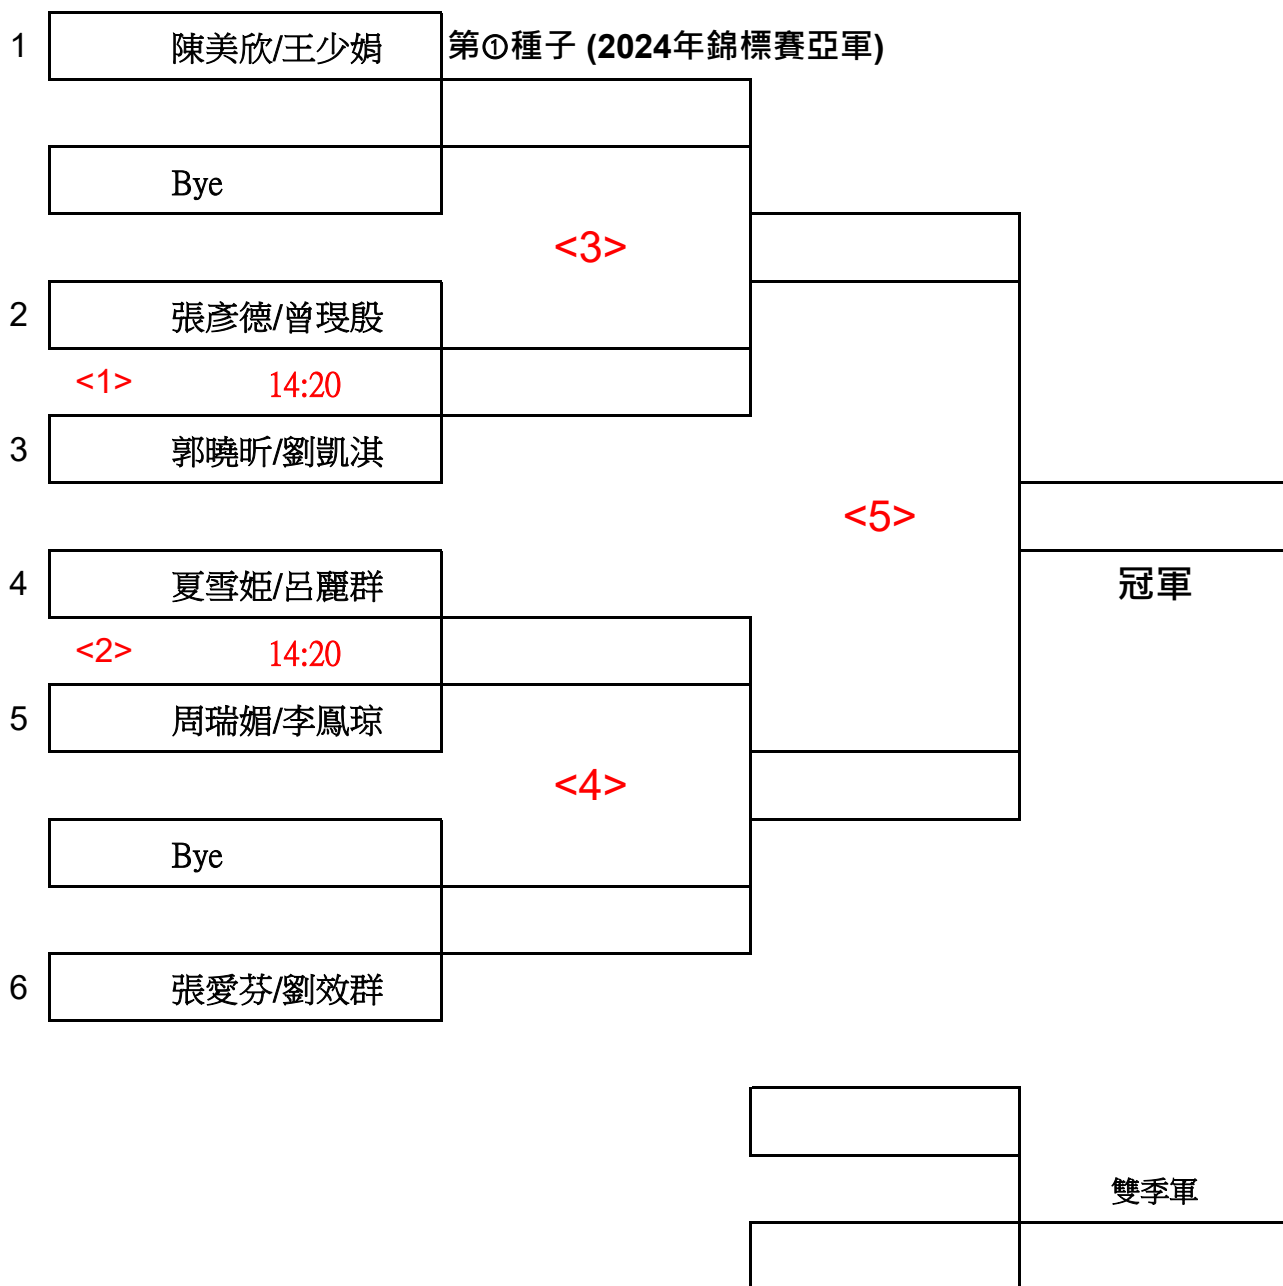 1 陳美欣/王少娟 第①種子 (2024年錦標賽亞軍)
Bye
<3>
2 張彥德/曾琝殷
<1> 14:20
3 郭曉昕/劉凱淇
<5>
4 夏雪姫/呂麗群
冠軍
<2> 14:20
5 周瑞媚/李鳳琼
<4>
Bye
6 張愛芬/劉效群
雙季軍